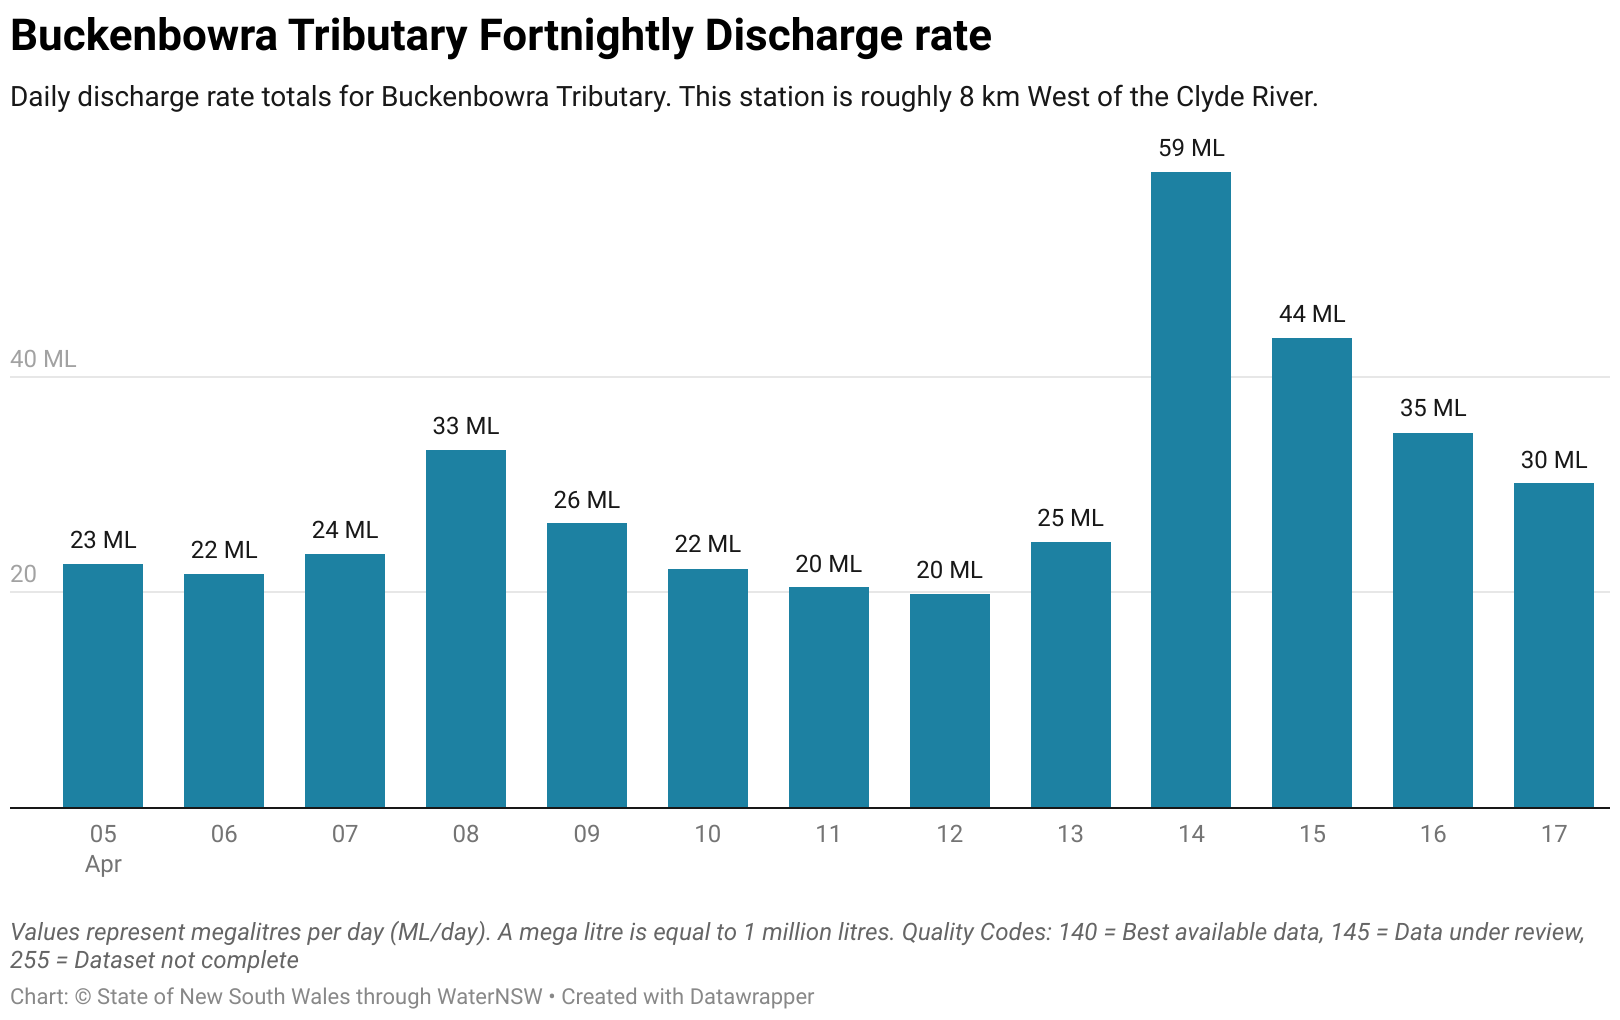 Buckenbowra Tributary Fortnightly Discharge rate
Daily discharge rate totals for Buckenbowra Tributary. This station is roughly 8 km West of the Clyde River.
59 ML
44 ML
40 ML
35 ML
33 ML
30 ML
26 ML
25 ML
24 ML
23 ML
22 ML
22 ML
20 ML
20 ML
20
05 06 07 08 09 10 11 12 13 14 15 16 17
Apr
Values represent megalitres per day (ML/day). A mega litre is equal to 1 million litres. Quality Codes: 140 = Best available data, 145 = Data under review,
255 = Dataset not complete
Chart: © State of New South Wales through WaterNSW • Created with Datawrapper